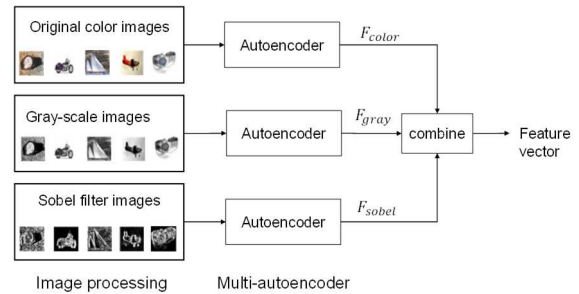 Original color images
Autoencoder
F_color
Gray-scale images
Autoencoder
F_gray
combine
Feature
vector
Sobel filter images
Autoencoder
F_sobel
Image processing
Multi-autoencoder